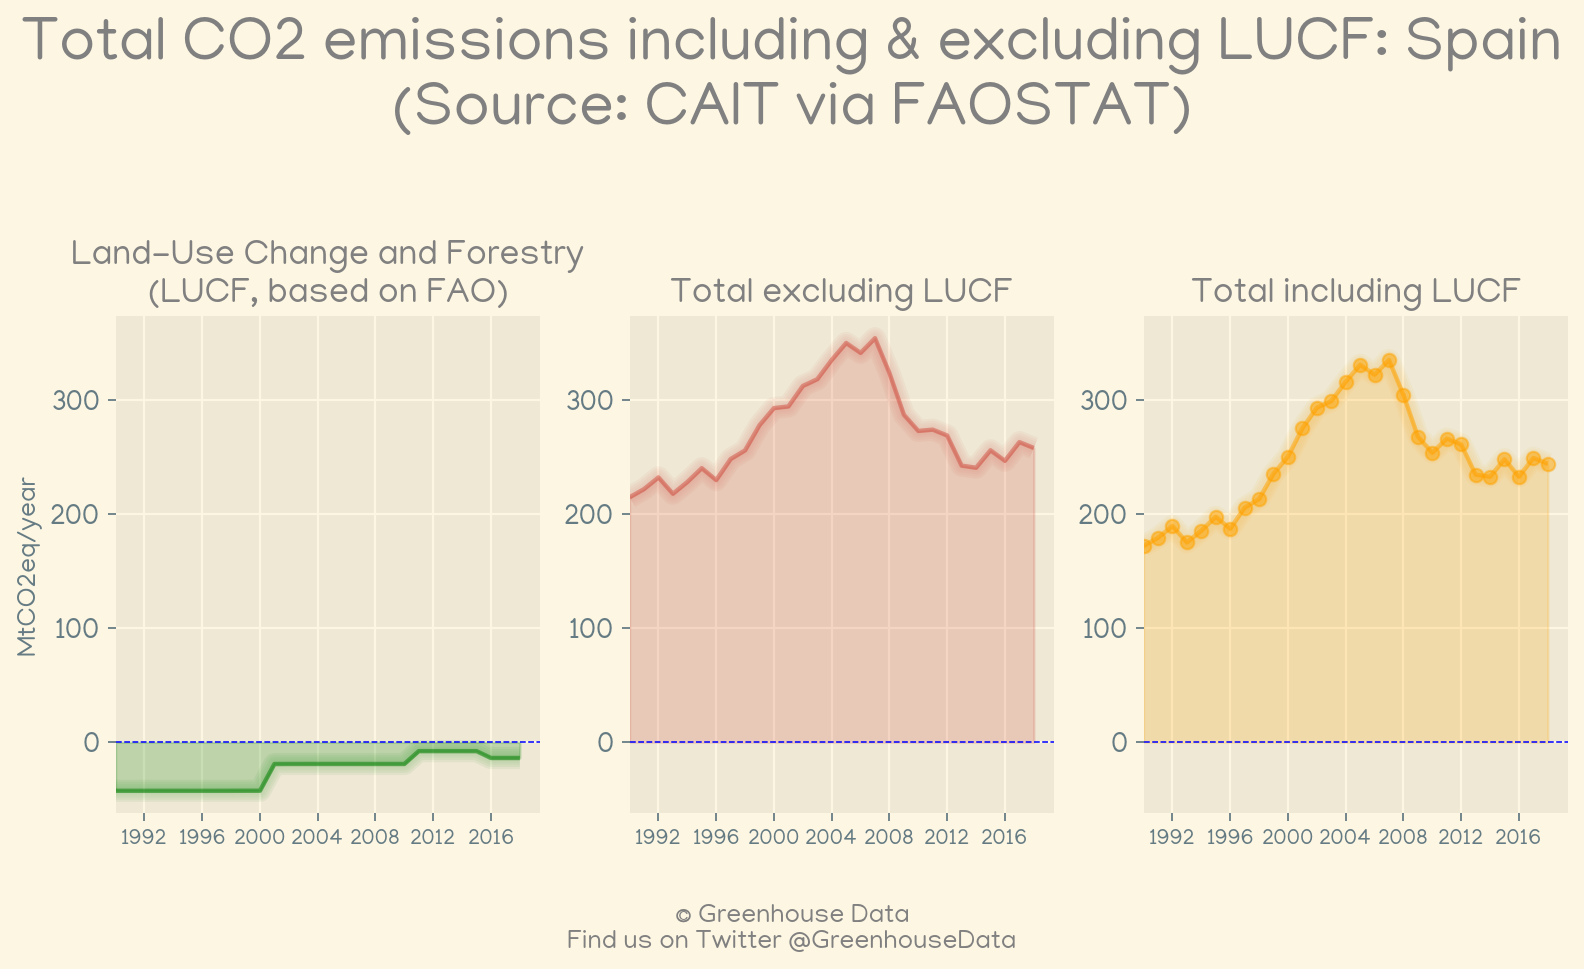 Total CO2 emissions including & excluding LUCF: Spain
(Source: CAIT via FAOSTAT)
Land-Use Change and Forestry
(LUCF, based on FAO)
Total excluding LUCF
Total including LUCF
MtCO2eq/year
300
200
100
0
1992 1996 2000 2004 2008 2012 2016
300
200
100
0
1992 1996 2000 2004 2008 2012 2016
300
200
100
0
1992 1996 2000 2004 2008 2012 2016
© Greenhouse Data
Find us on Twitter @GreenhouseData